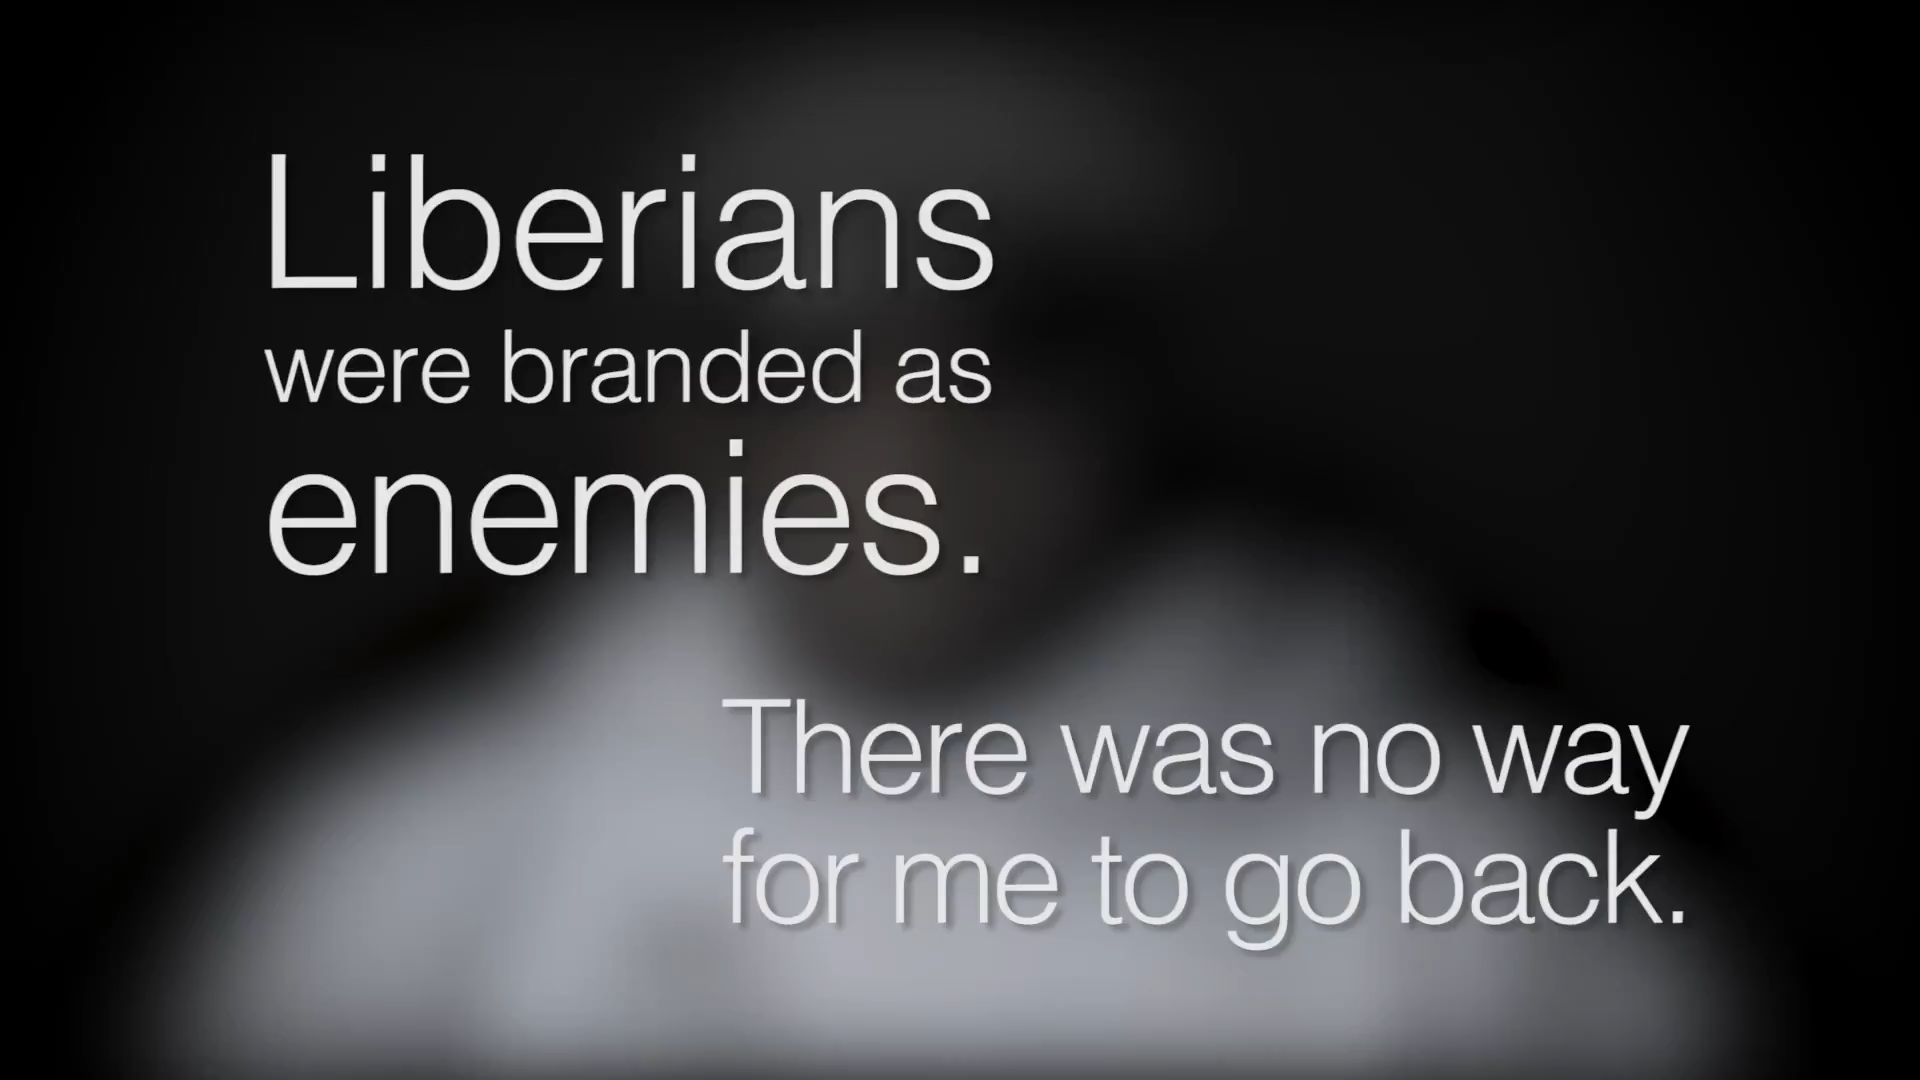 Liberians
were branded as
enemies.
There was no way
for me to go back.